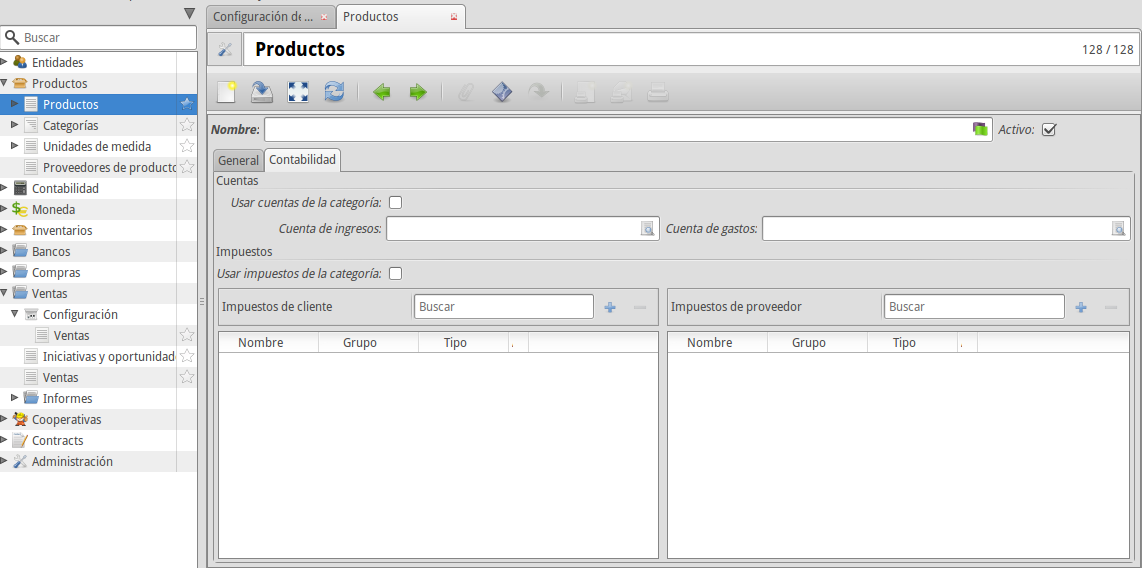 Configuración de...
Productos
Buscar
Productos
128 / 128
Entidades
Productos
Productos
Categorías
Unidades de medida
Proveedores de producto
Contabilidad
Moneda
Inventarios
Bancos
Compras
Ventas
Configuración
Ventas
Iniciativas y oportunidad
Ventas
Informes
Cooperativas
Contracts
Administración
Nombre:
Activo:
General
Contabilidad
Cuentas
Usar cuentas de la categoría:
Cuenta de ingresos:
Cuenta de gastos:
Impuestos
Usar impuestos de la categoría:
Impuestos de cliente
Buscar
Impuestos de proveedor
Buscar
Nombre Grupo Tipo .
Nombre Grupo Tipo .